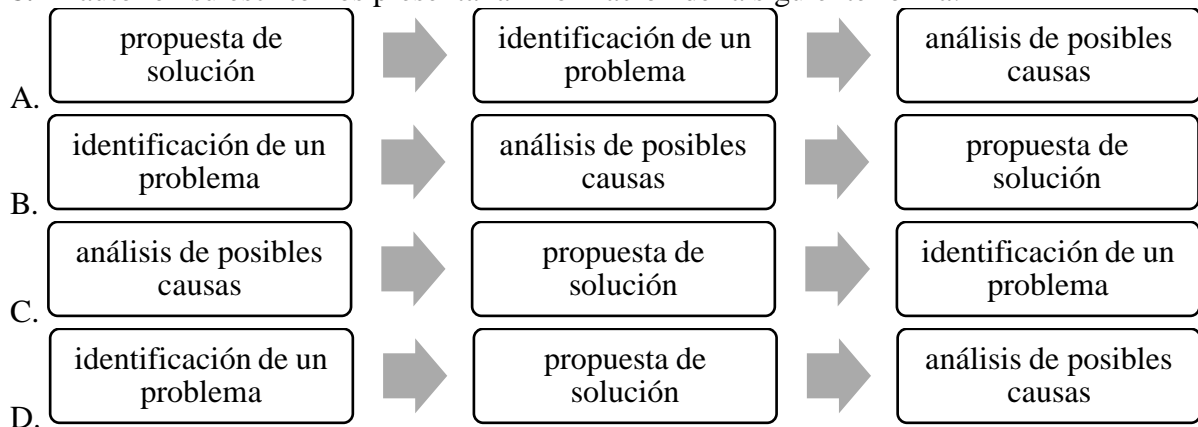 propuesta de solución
identificación de un problema
análisis de posibles causas
A.
identificación de un problema
análisis de posibles causas
propuesta de solución
B.
análisis de posibles causas
propuesta de solución
identificación de un problema
C.
identificación de un problema
propuesta de solución
análisis de posibles causas
D.